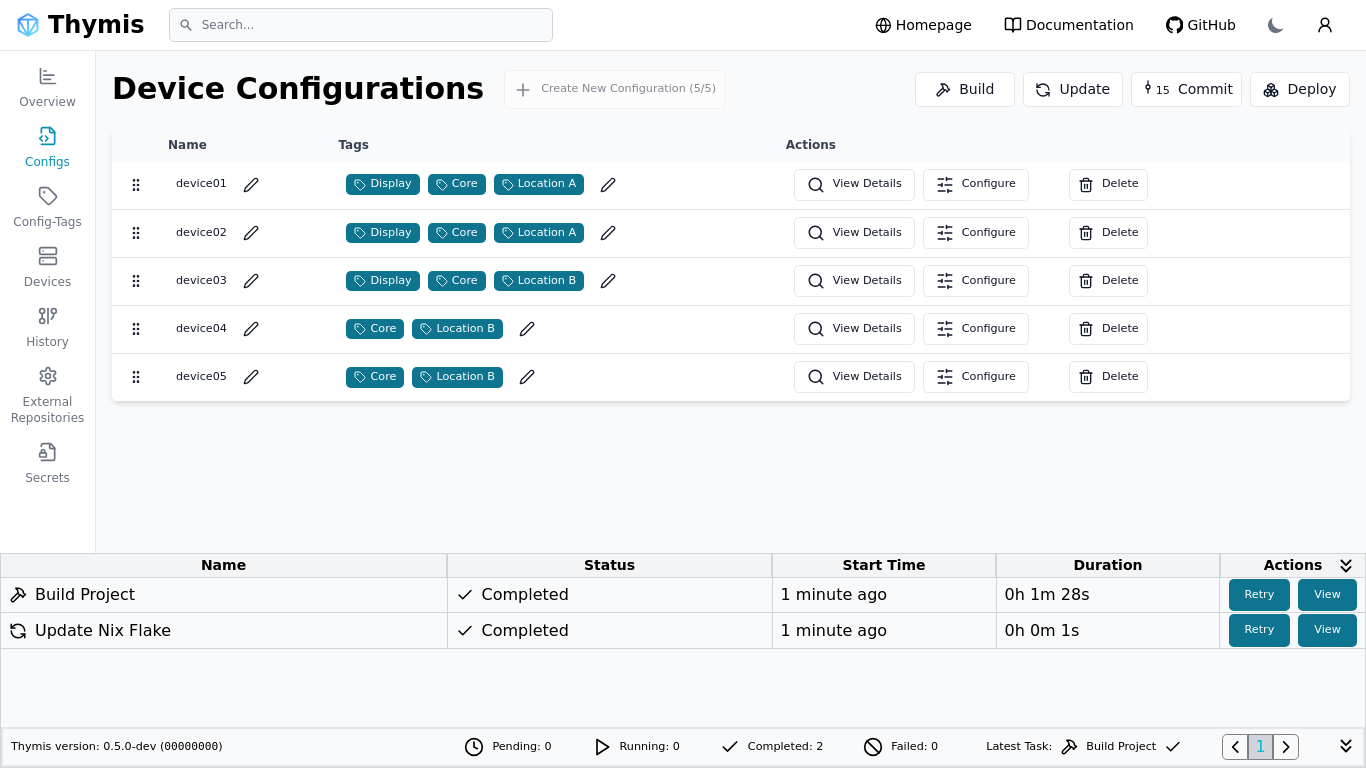 Thymis
Search...
Homepage
Documentation
GitHub
Overview
Configs
Config-Tags
Devices
History
External
Repositories
Secrets
Device Configurations
Create New Configuration (5/5)
Build
Update
15 Commit
Deploy
Name Tags Actions
device01 Display Core Location A View Details Configure Delete
device02 Display Core Location A View Details Configure Delete
device03 Display Core Location B View Details Configure Delete
device04 Core Location B View Details Configure Delete
device05 Core Location B View Details Configure Delete
Name Status Start Time Duration Actions
Build Project Completed 1 minute ago 0h 1m 28s Retry View
Update Nix Flake Completed 1 minute ago 0h 0m 1s Retry View
Thymis version: 0.5.0-dev (00000000) Pending: 0 Running: 0 Completed: 2 Failed: 0 Latest Task: Build Project 1